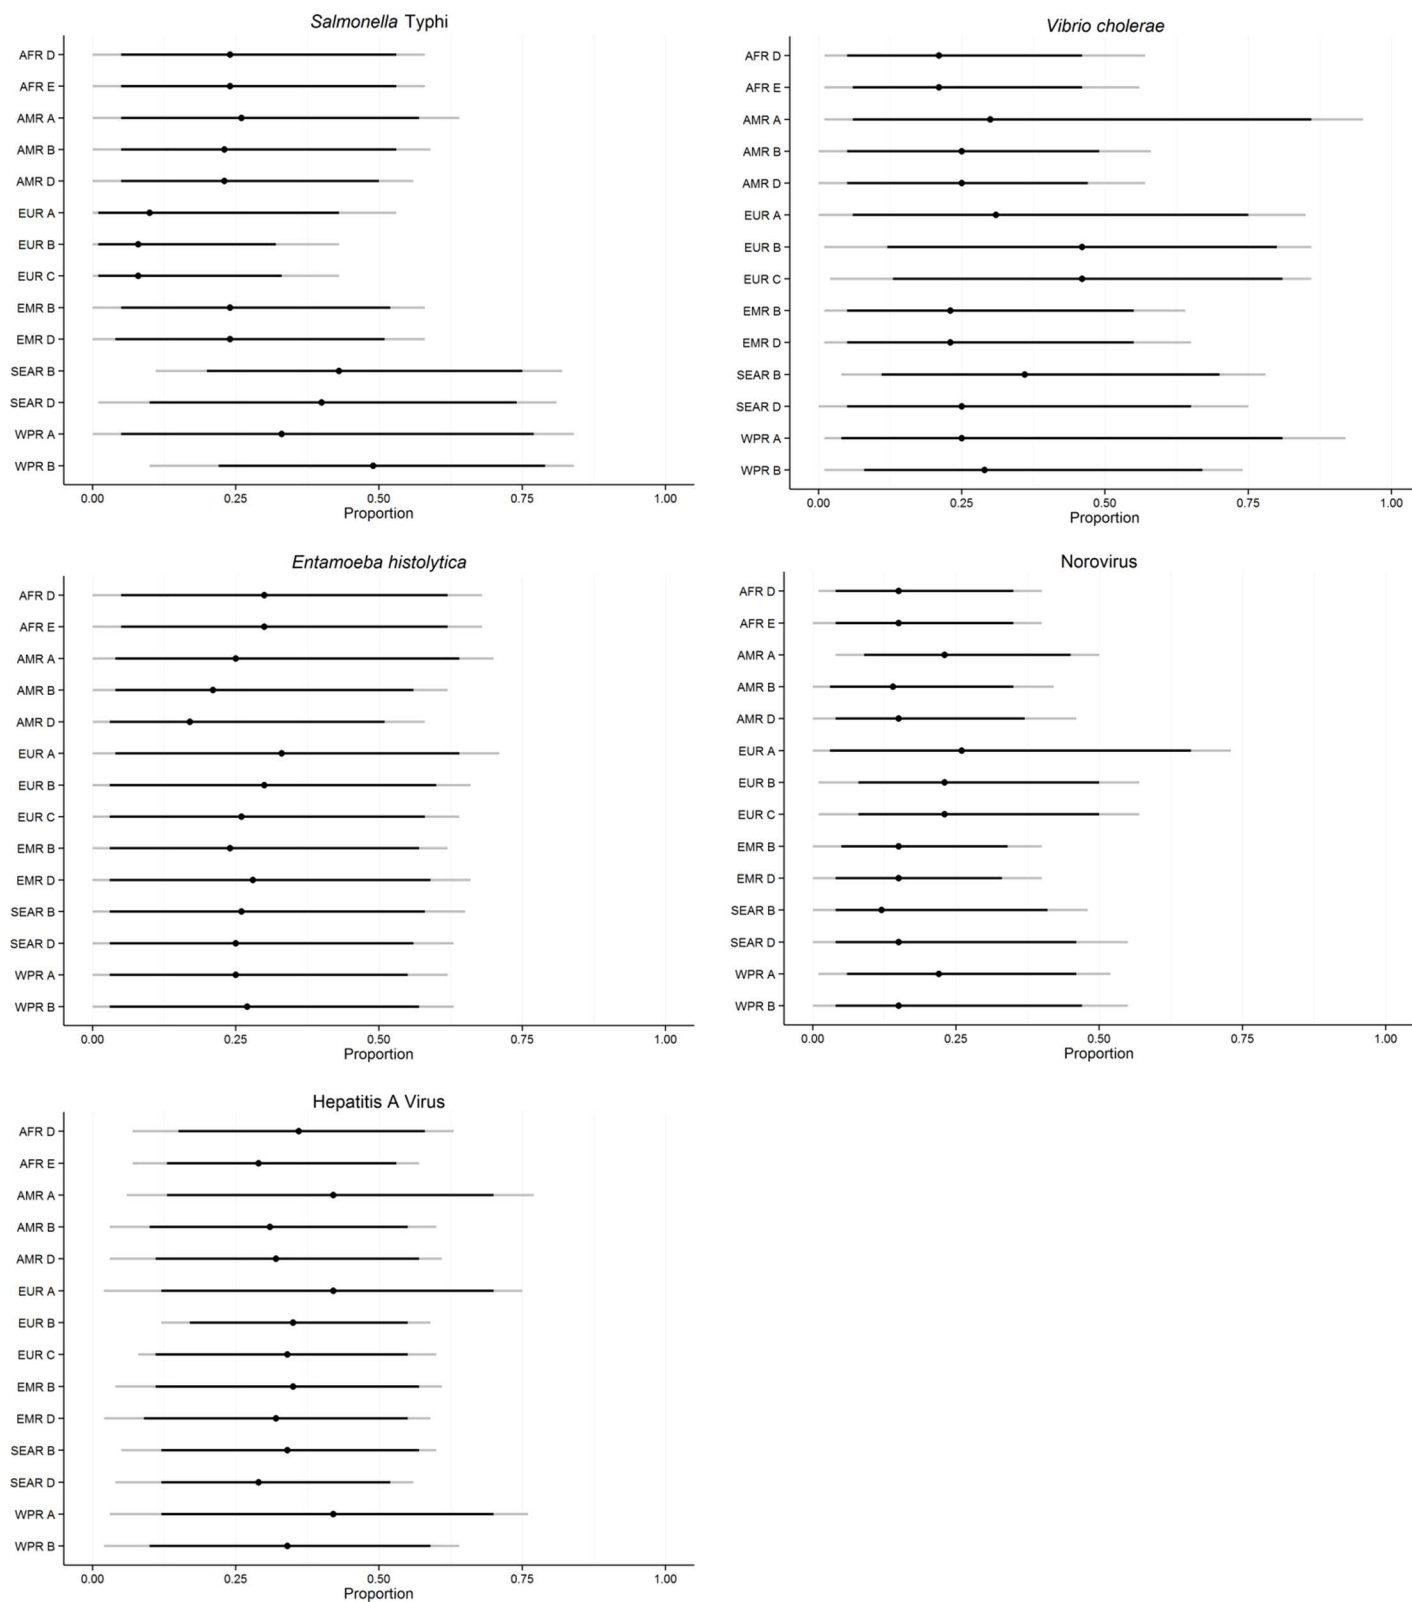 Salmonella Typhi
AFR D
AFR E
AMR A
AMR B
AMR D
EUR A
EUR B
EUR C
EMR B
EMR D
SEAR B
SEAR D
WPR A
WPR B
0.00 0.25 0.50 0.75 1.00
Proportion
Vibrio cholerae
AFR D
AFR E
AMR A
AMR B
AMR D
EUR A
EUR B
EUR C
EMR B
EMR D
SEAR B
SEAR D
WPR A
WPR B
0.00 0.25 0.50 0.75 1.00
Proportion
Entamoeba histolytica
AFR D
AFR E
AMR A
AMR B
AMR D
EUR A
EUR B
EUR C
EMR B
EMR D
SEAR B
SEAR D
WPR A
WPR B
0.00 0.25 0.50 0.75 1.00
Proportion
Norovirus
AFR D
AFR E
AMR A
AMR B
AMR D
EUR A
EUR B
EUR C
EMR B
EMR D
SEAR B
SEAR D
WPR A
WPR B
0.00 0.25 0.50 0.75 1.00
Proportion
Hepatitis A Virus
AFR D
AFR E
AMR A
AMR B
AMR D
EUR A
EUR B
EUR C
EMR B
EMR D
SEAR B
SEAR D
WPR A
WPR B
0.00 0.25 0.50 0.75 1.00
Proportion